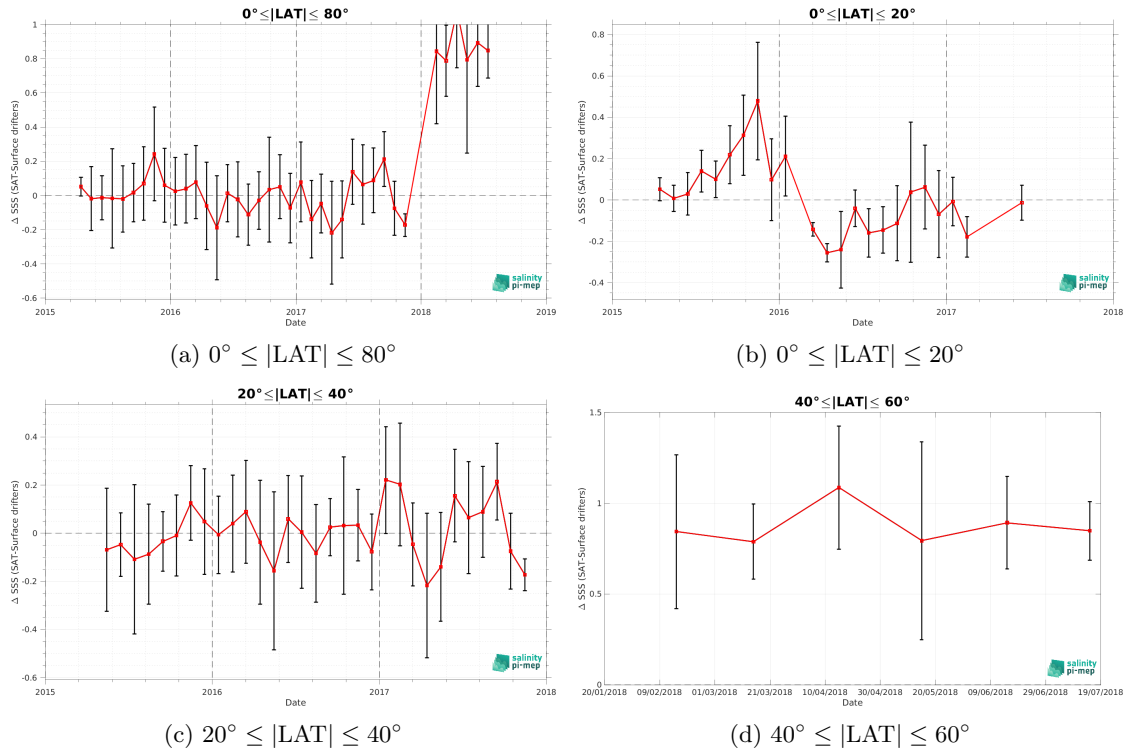 0°≤|LAT|≤ 80°
1
0.8
0.6
0.4
0.2
0
-0.2
-0.4
-0.6
Δ SSS (SAT-Surface drifters)
2015
2016
2017
2018
2019
Date
salinity
pi-mep
(a) 0° ≤ |LAT| ≤ 80°
0°≤|LAT|≤ 20°
0.8
0.6
0.4
0.2
0
-0.2
-0.4
Δ SSS (SAT-Surface drifters)
2015
2016
2017
2018
Date
salinity
pi-mep
(b) 0° ≤ |LAT| ≤ 20°
20°≤|LAT|≤ 40°
0.4
0.2
0
-0.2
-0.4
-0.6
Δ SSS (SAT-Surface drifters)
2015
2016
2017
2018
Date
salinity
pi-mep
(c) 20° ≤ |LAT| ≤ 40°
40°≤|LAT|≤ 60°
1.5
1
0.5
0
Δ SSS (SAT-Surface drifters)
20/01/2018
09/02/2018
01/03/2018
21/03/2018
10/04/2018
30/04/2018
20/05/2018
09/06/2018
29/06/2018
19/07/2018
Date
salinity
pi-mep
(d) 40° ≤ |LAT| ≤ 60°